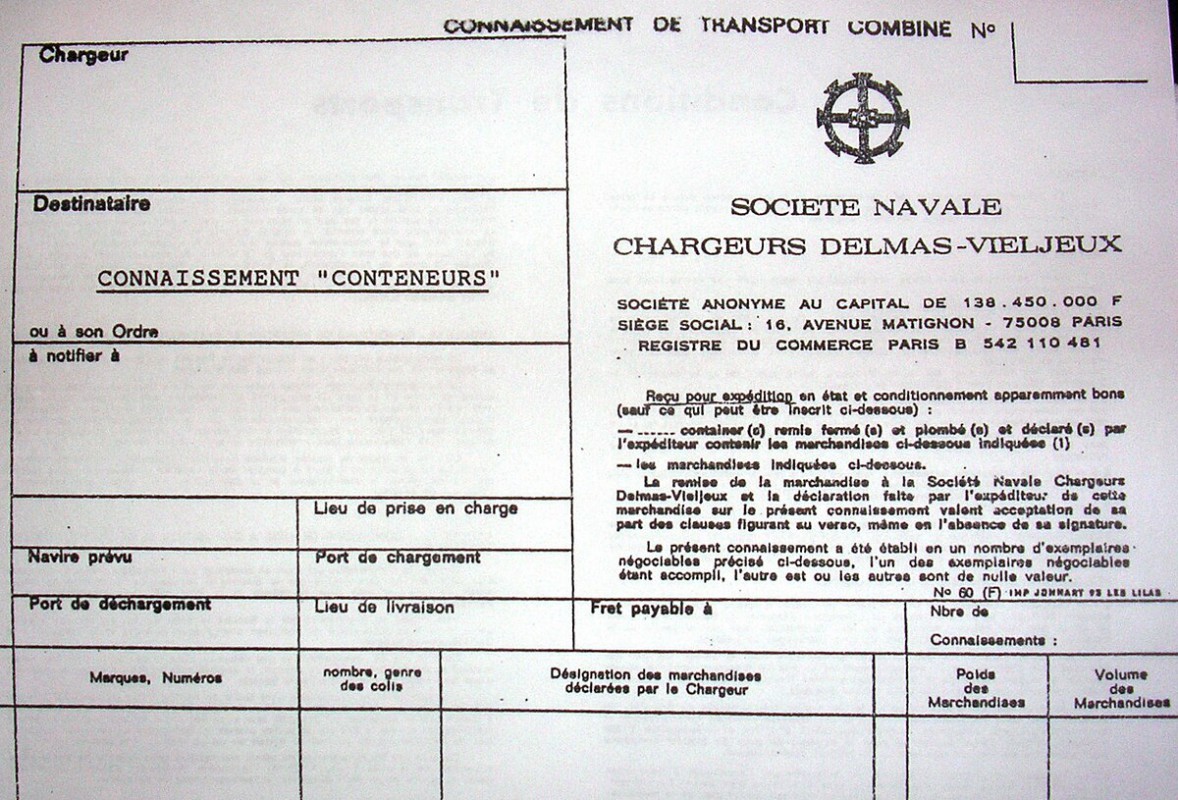 CONNAISSEMENT DE TRANSPORT COMBINE Nº
Chargeur
Destinataire
CONNAISSEMENT "CONTENEURS"
ou à son Ordre
à notifier à
SOCIETE NAVALE
CHARGEURS DELMAS-VIELJEUX
SOCIÉTÉ ANONYME AU CAPITAL DE 138.450.000 F
SIÈGE SOCIAL : 16, AVENUE MATIGNON - 75008 PARIS
REGISTRE DU COMMERCE PARIS B 542 110 481
Reçu pour expédition en état et conditionnement apparemment bons
(sauf ce qui peut être inscrit ci-dessous) :
— ...... container (c) remis fermé (s) et plombé (s) et déclaré (s) par
l'expéditeur contenir les marchandises ci-dessous indiquées (1)
— les marchandises indiquées ci-dessous.
La remise de la marchandise à la Société Navale Chargeurs
Delmas-Vieljeux et la déclaration faite par l'expéditeur de cette
marchandise sur le présent connaissement valent acceptation de sa
part des clauses figurant au verso, même en l'absence de sa signature.
Le présent connaissement a été établi en un nombre d'exemplaires
négociables précisé ci-dessous, l'un des exemplaires négociables
étant accompli, l'autre est ou les autres sont de nulle valeur.
Nº 60 (F) IMP JOMMART 93 LES LILAS
Lieu de prise en charge
Navire prévu
Port de chargement
Port de déchargement
Lieu de livraison
Fret payable à
Nbre de
Connaissements :
Marques, Numéros
nombre, genre
des colis
Désignation des marchandises
déclarées par le Chargeur
Poids
des
Marchandises
Volume
des
Marchandises